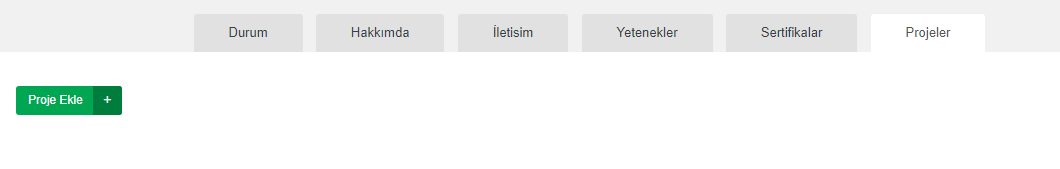 Durum Hakkımda İletisim Yetenekler Sertifikalar Projeler
Proje Ekle +